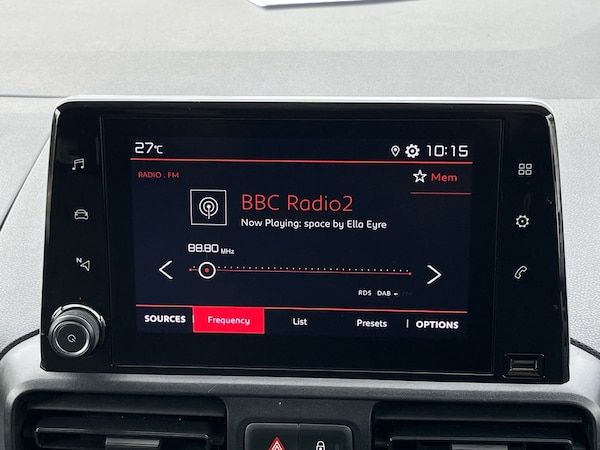 27°C 10:15
RADIO . FM
Mem
BBC Radio2
Now Playing: space by Ella Eyre
88.80 MHz
RDS DAB
SOURCES Frequency List Presets OPTIONS
N